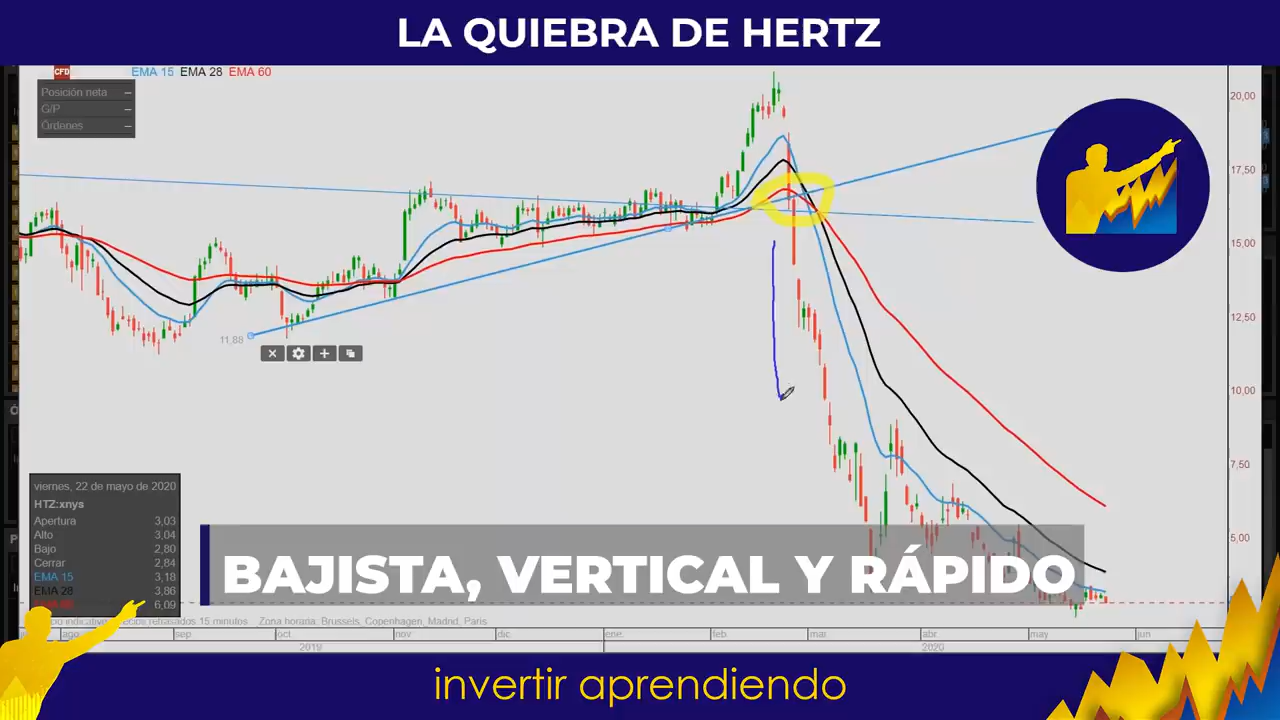 LA QUIEBRA DE HERTZ
CFD
EMA 15 EMA 28 EMA 60
Posición neta –
G/P –
Órdenes –
20,00
17,50
15,00
12,50
10,00
7,50
5,00
11,88
viernes, 22 de mayo de 2020
HTZ:xnys
Apertura 3,03
Alto 3,04
Bajo 2,80
Cerrar 2,84
EMA 15 3,18
EMA 28 3,86
6,09
BAJISTA, VERTICAL Y RÁPIDO
retrasados 15 minutos Zona horaria: Brussels, Copenhagen, Madrid, Paris
ago sep oct nov dic ene. feb mar abr may jun
2019 2020
invertir aprendiendo